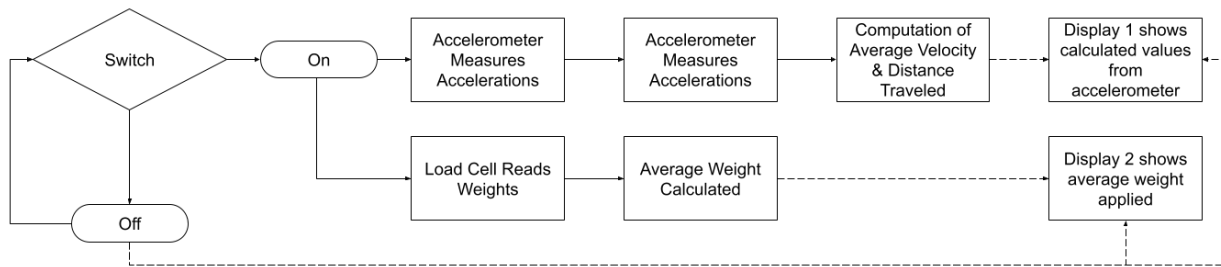 Switch
On
Accelerometer
Measures
Accelerations
Accelerometer
Measures
Accelerations
Computation of
Average Velocity
& Distance
Traveled
Display 1 shows
calculated values
from
accelerometer
Load Cell Reads
Weights
Average Weight
Calculated
Display 2 shows
average weight
applied
Off